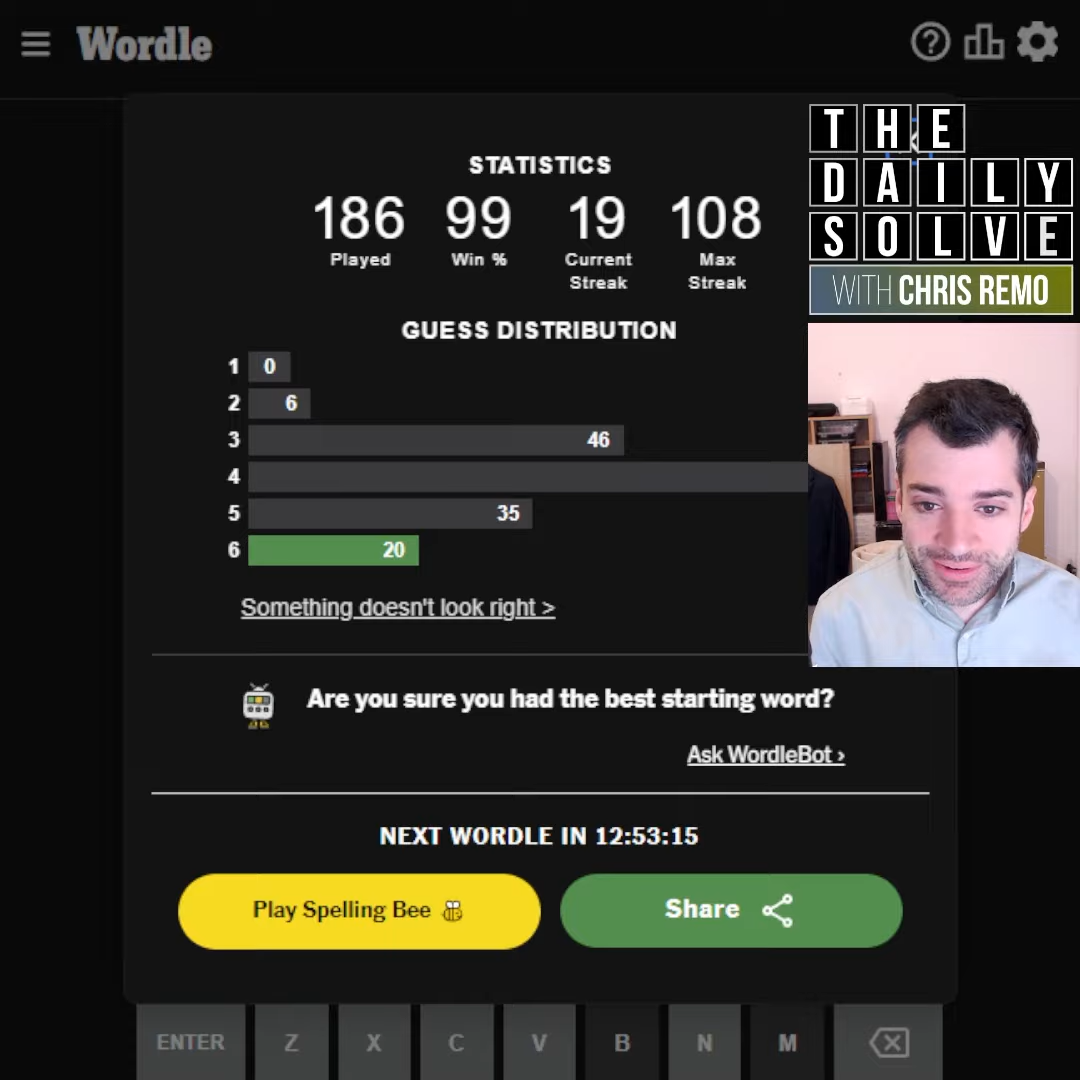 Wordle
THE
DAILY
SOLVE
WITH CHRIS REMO
STATISTICS
186 99 19 108
Played Win % Current Streak Max Streak
GUESS DISTRIBUTION
1 0
2 6
3 46
4
5 35
6 20
Something doesn't look right >
Are you sure you had the best starting word?
Ask WordleBot ›
NEXT WORDLE IN 12:53:15
Play Spelling Bee
Share
ENTER Z X C V B N M